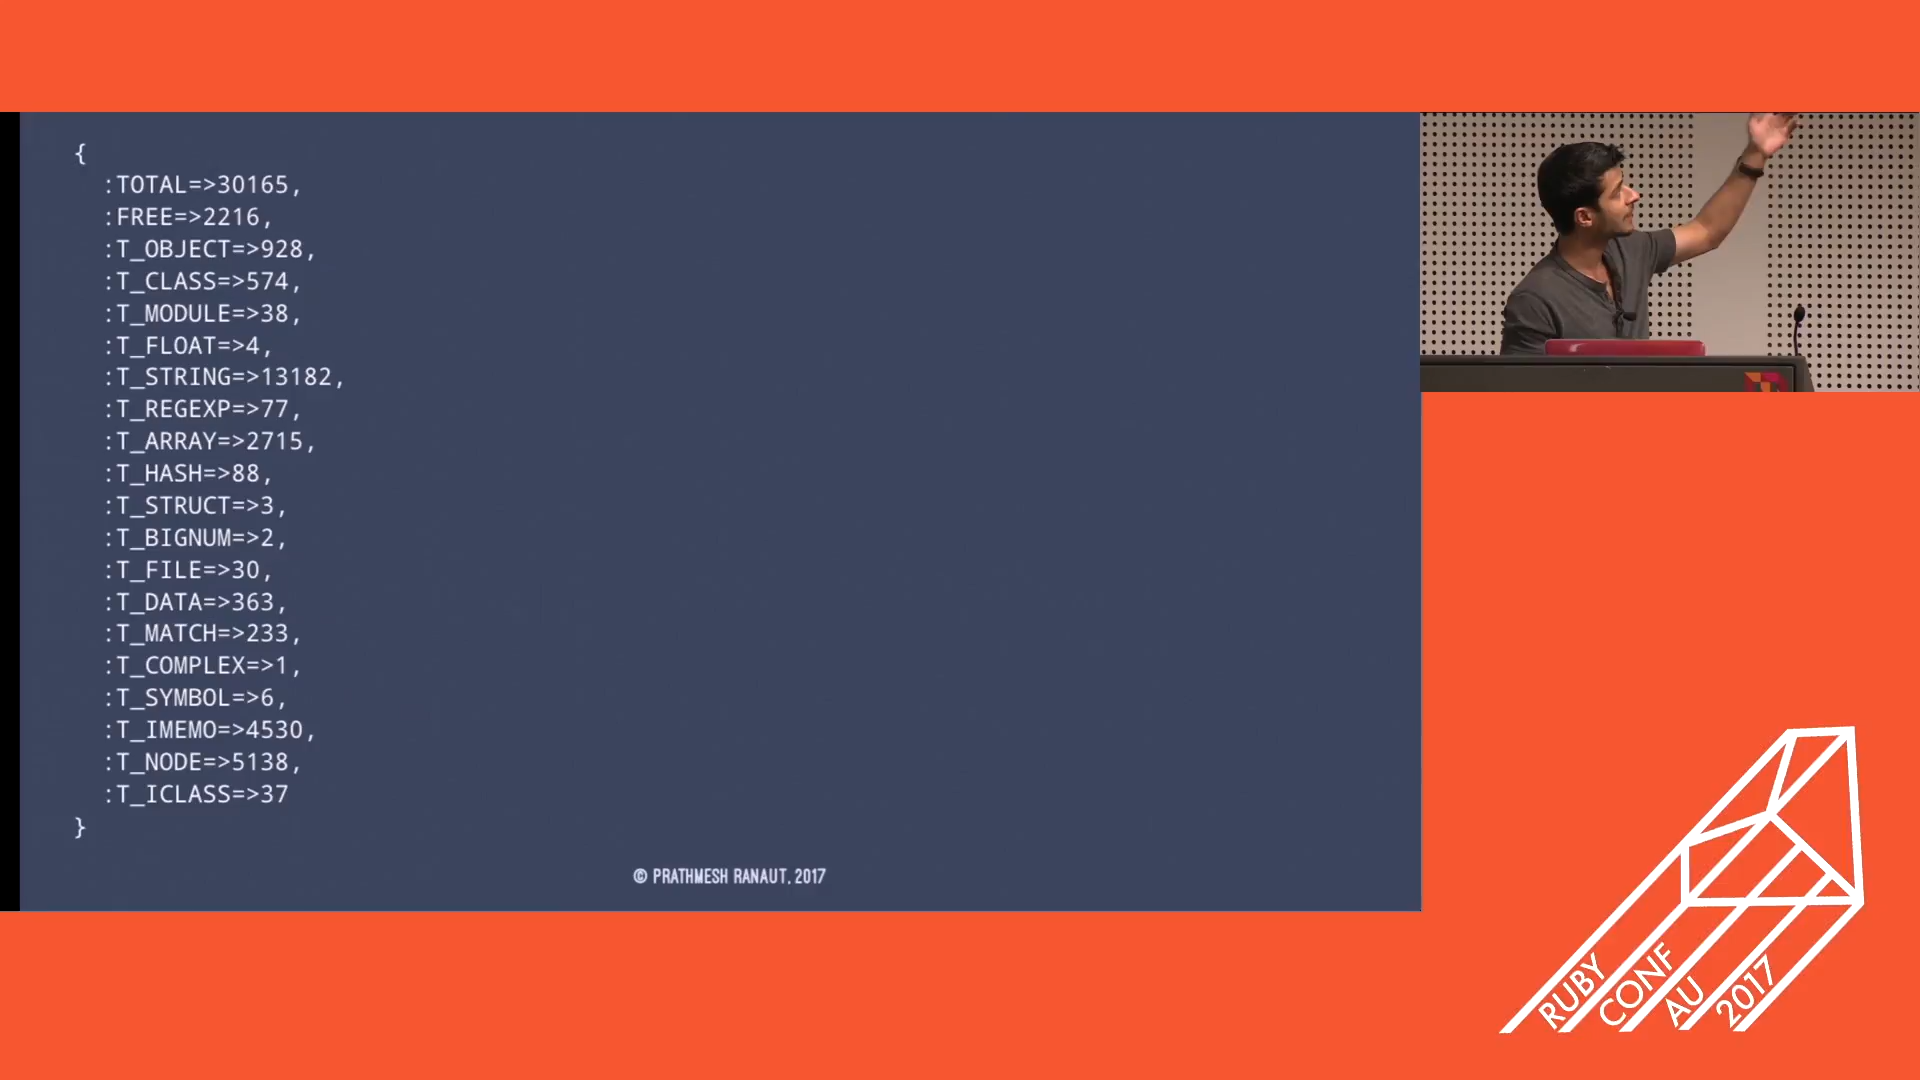 {
:TOTAL=>30165,
:FREE=>2216,
:T_OBJECT=>928,
:T_CLASS=>574,
:T_MODULE=>38,
:T_FLOAT=>4,
:T_STRING=>13182,
:T_REGEXP=>77,
:T_ARRAY=>2715,
:T_HASH=>88,
:T_STRUCT=>3,
:T_BIGNUM=>2,
:T_FILE=>30,
:T_DATA=>363,
:T_MATCH=>233,
:T_COMPLEX=>1,
:T_SYMBOL=>6,
:T_IMEMO=>4530,
:T_NODE=>5138,
:T_ICLASS=>37
}
© PRATHMESH RANAUT, 2017
RUBY
CONF
AU
2017